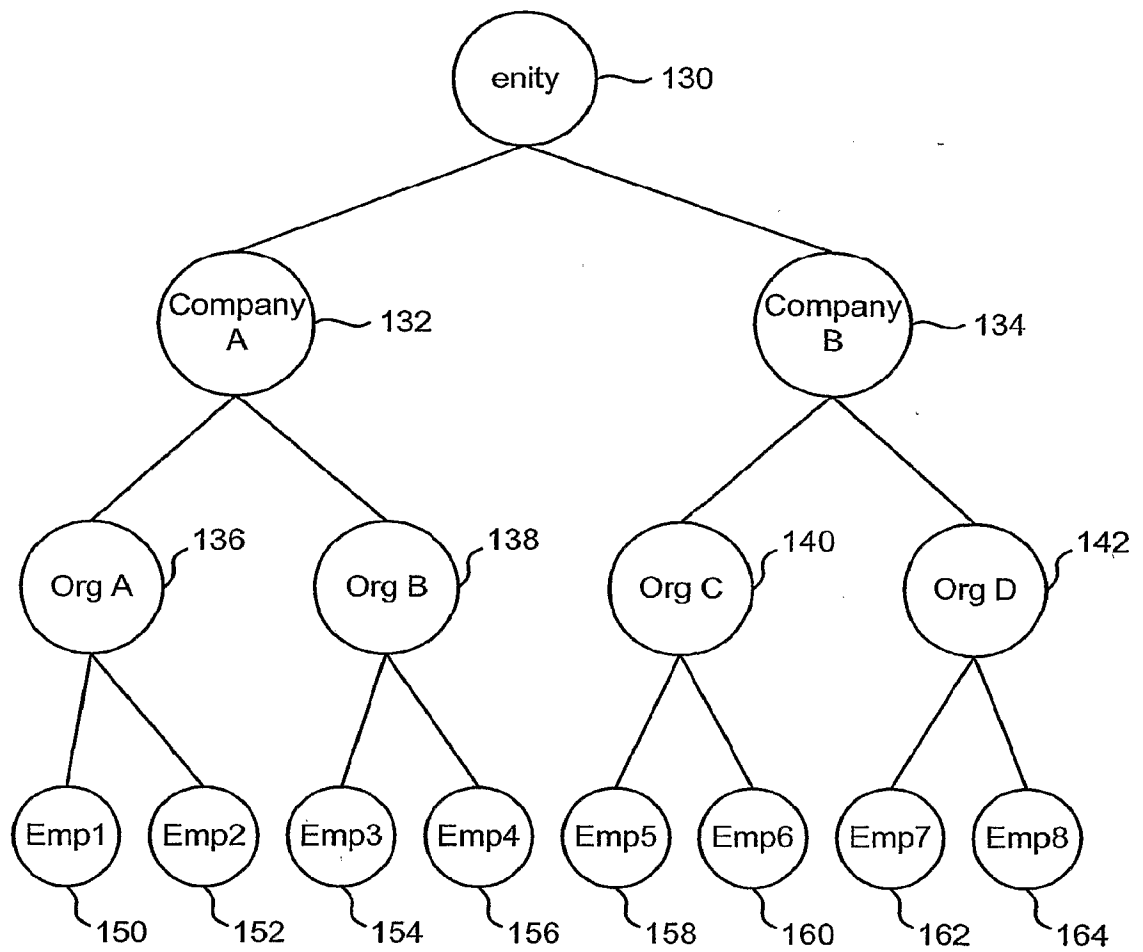 enity
130
Company
A
132
Company
B
134
Org A
136
Org B
138
Org C
140
Org D
142
Emp1
Emp2
Emp3
Emp4
Emp5
Emp6
Emp7
Emp8
150
152
154
156
158
160
162
164